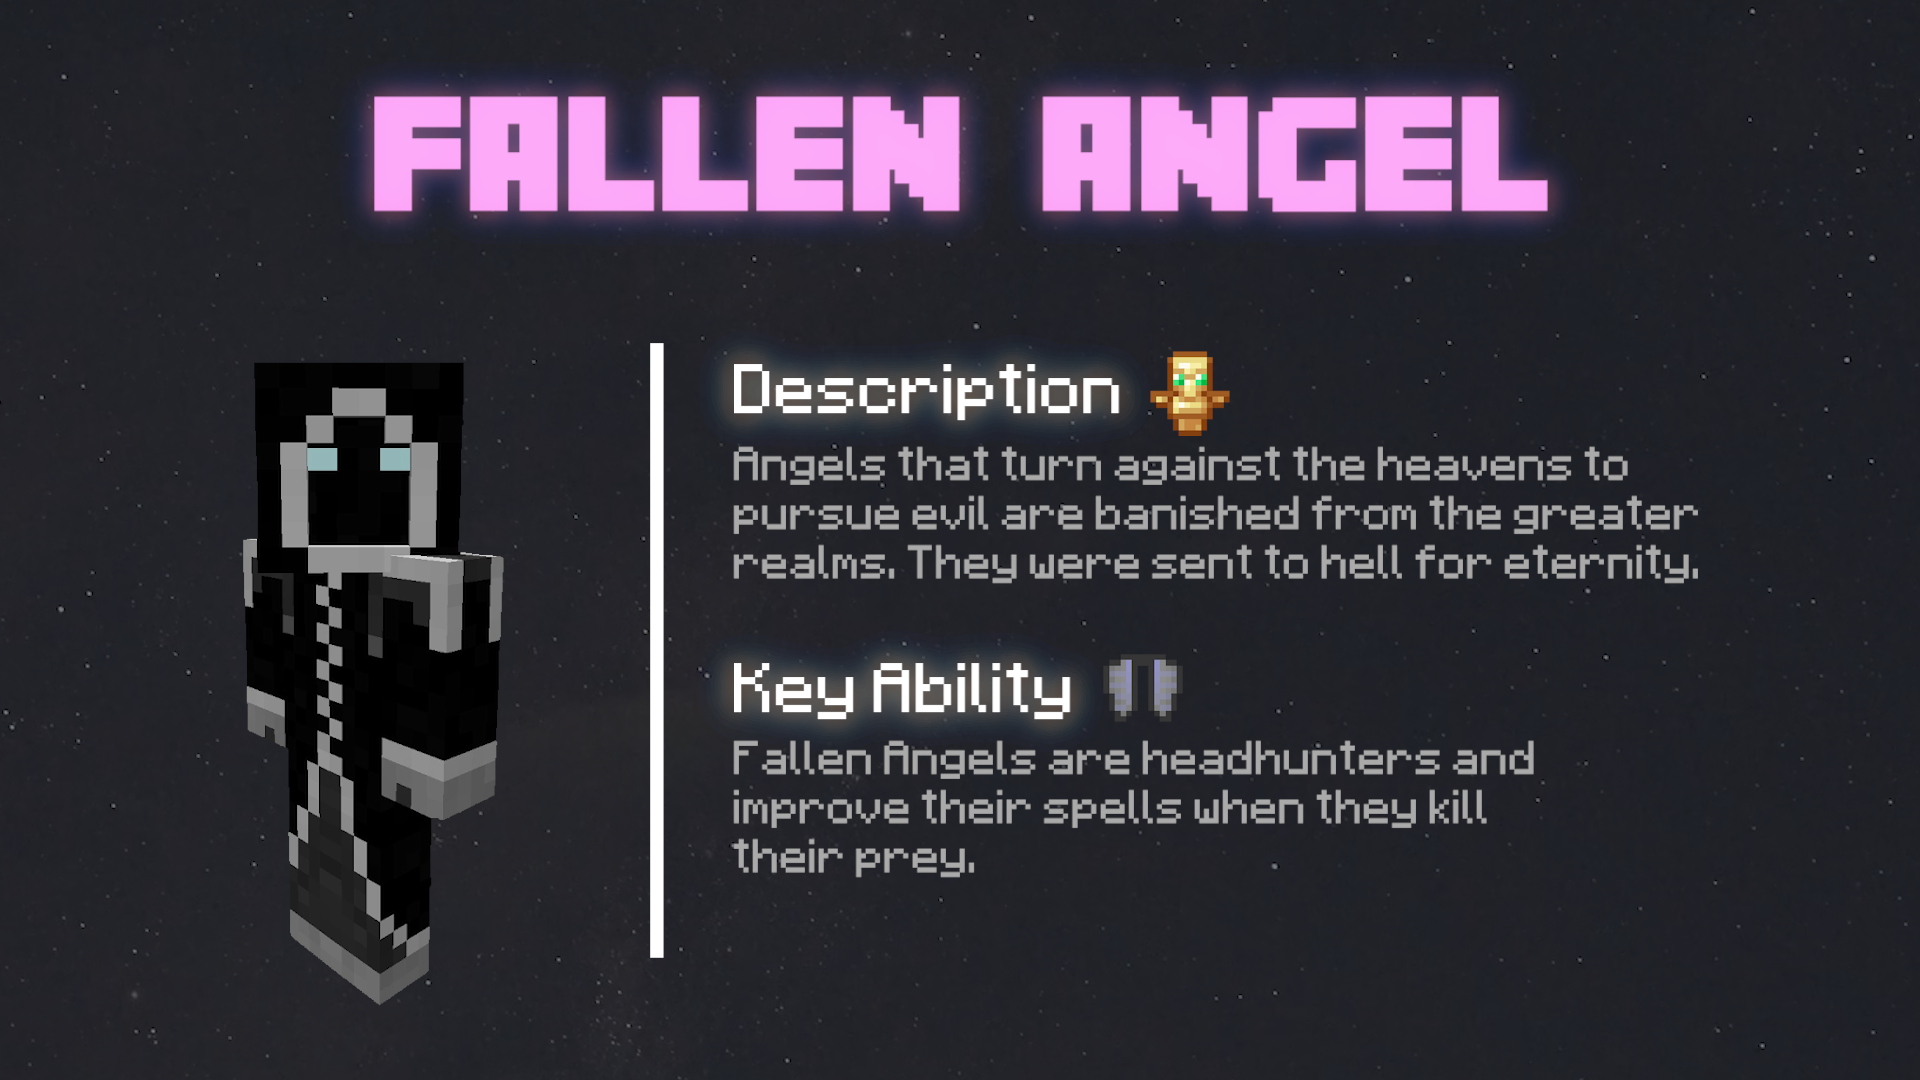 FALLEN ANGEL
Description
Angels that turn against the heavens to
pursue evil are banished from the greater
realms. They were sent to hell for eternity.
Key Ability
Fallen Angels are headhunters and
improve their spells when they kill
their prey.